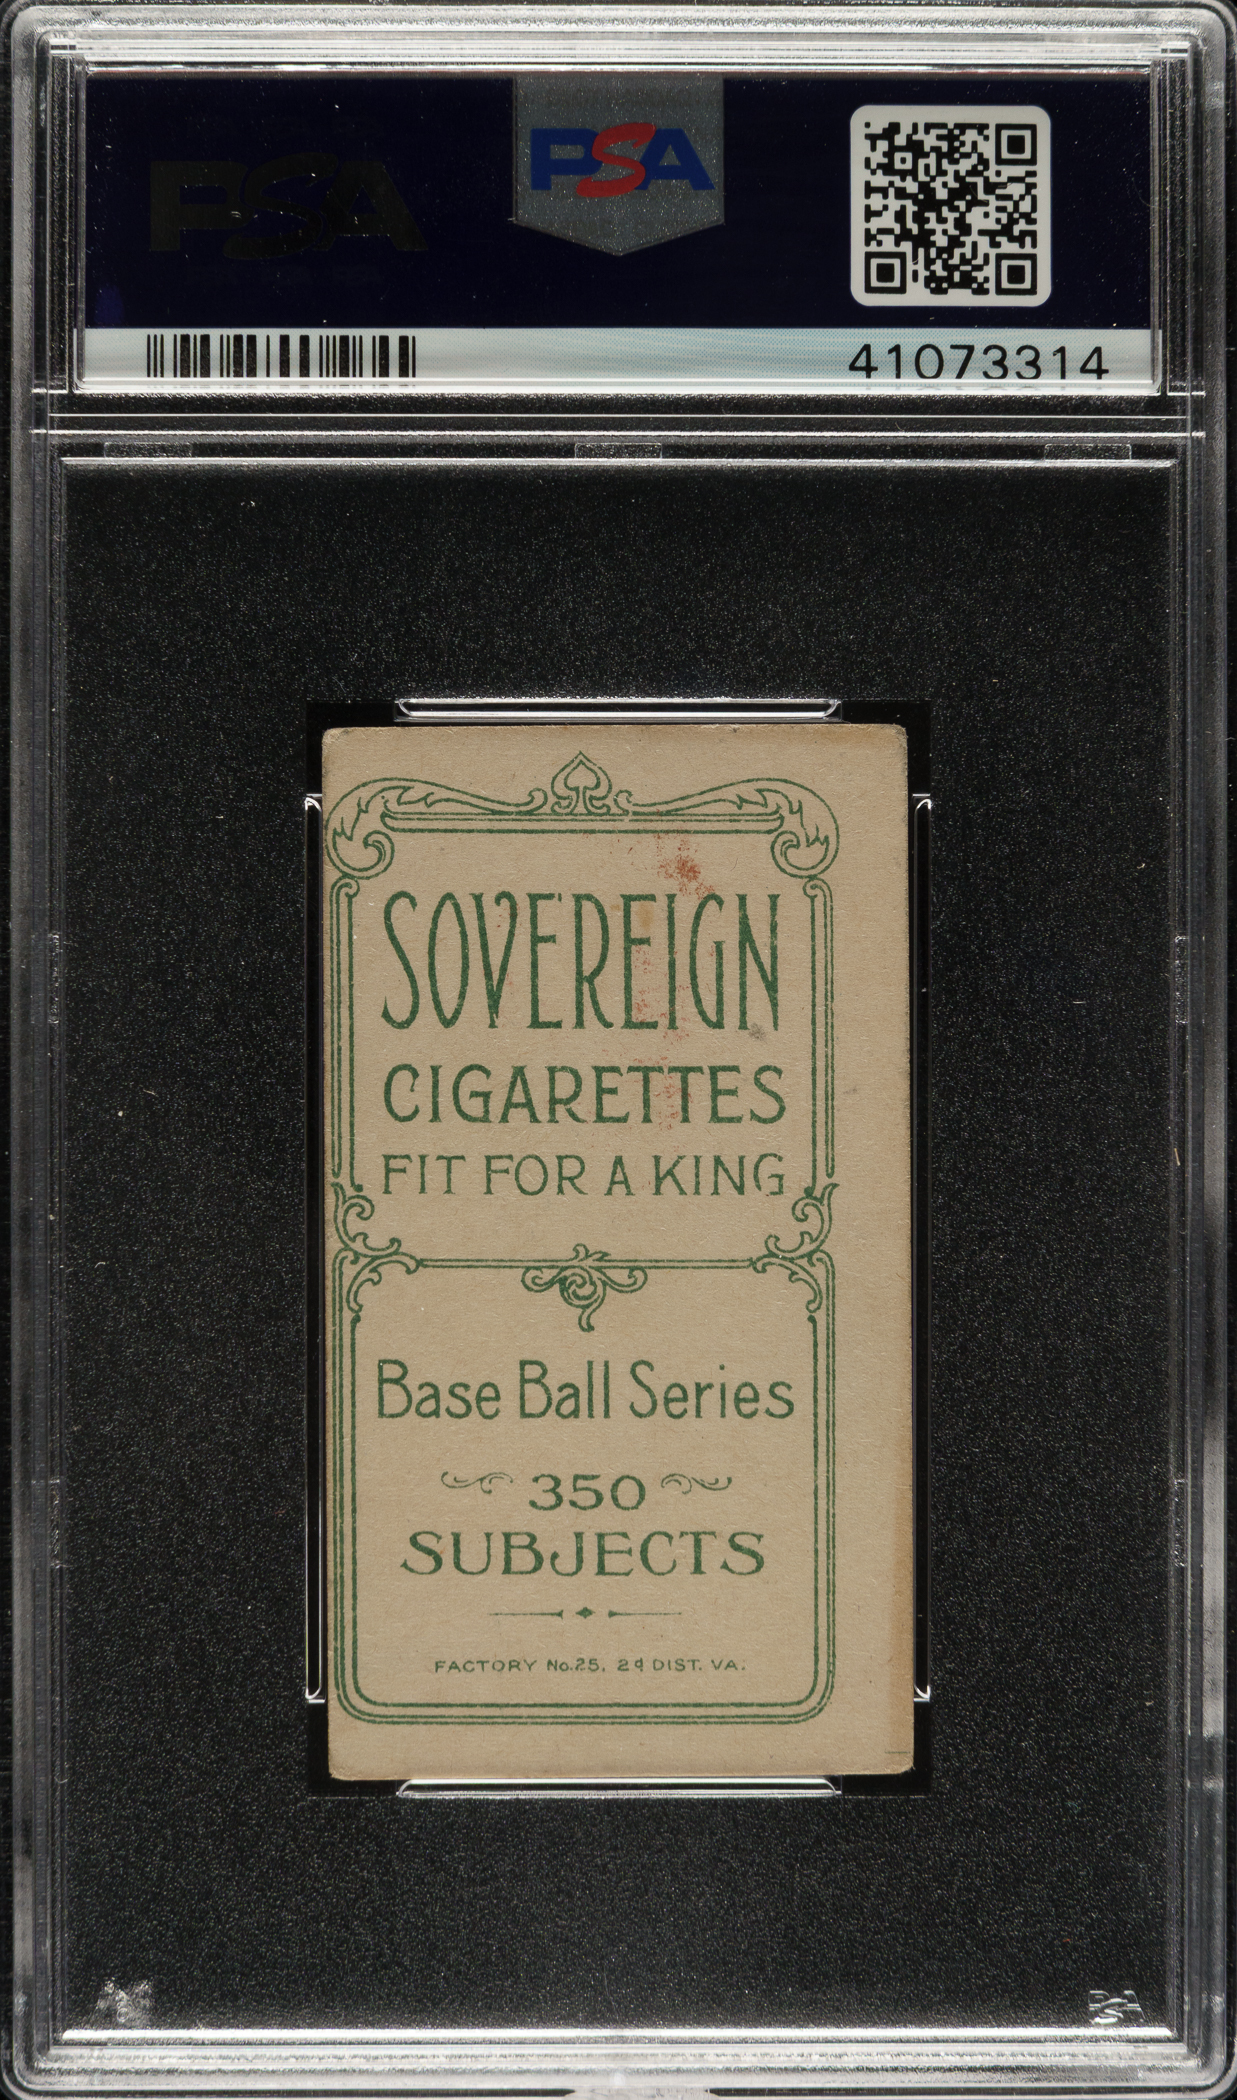 PSA
PSA
41073314
SOVEREIGN
CIGARETTES
FIT FOR A KING
Base Ball Series
350
SUBJECTS
FACTORY No.25, 2d DIST. VA.
PSA